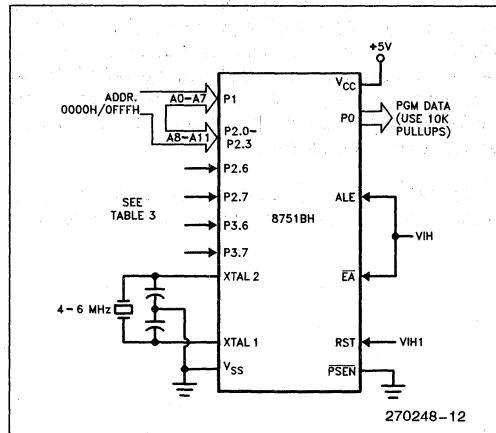 +5V
VCC
ADDR.
0000H/0FFFH
A0-A7
P1
P0
PGM DATA
(USE 10K
PULLUPS)
A8-A11
P2.0-
P2.3
P2.6
SEE
TABLE 3
P2.7
8751BH
ALE
P3.6
VIH
P3.7
XTAL 2
EA
4-6 MHz
XTAL 1
RST
VIH1
VSS
PSEN
270248-12